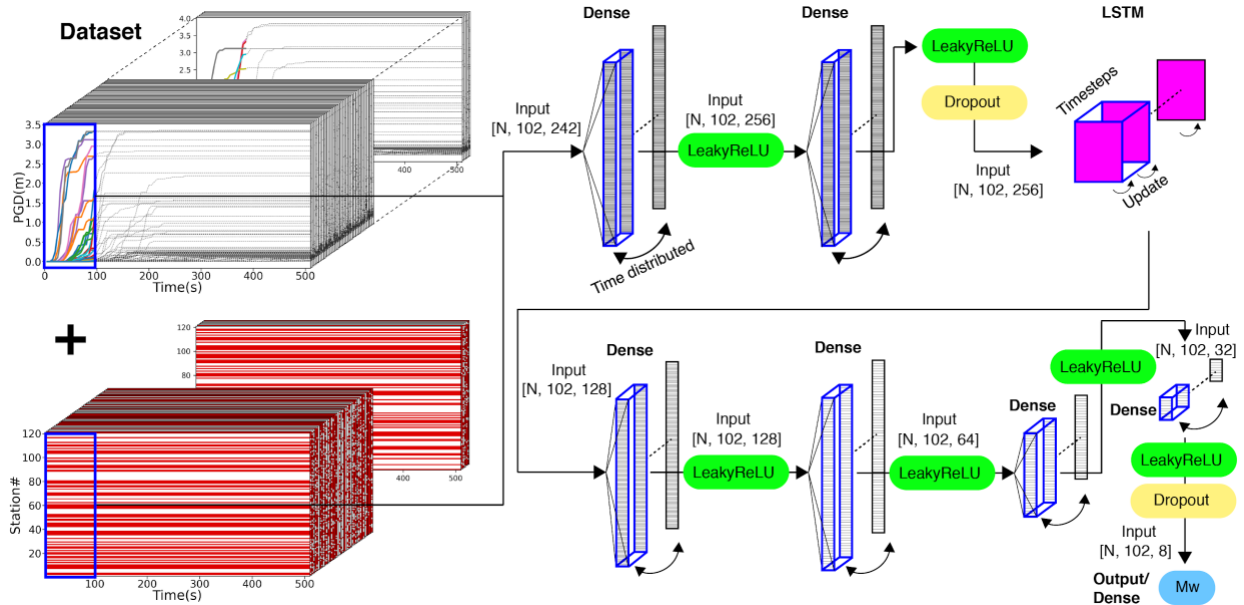 Dataset
4.0
3.5
3.0
2.5
400
500
3.5
3.0
2.5
2.0
1.5
1.0
0.5
0.0
PGD(m)
0
100
200
300
400
500
Time(s)
+
120
100
80
400
500
120
100
80
60
40
20
Station#
100
200
300
400
500
Time(s)
Input
[N, 102, 242]
Dense
Time distributed
Input
[N, 102, 256]
LeakyReLU
Dense
LeakyReLU
Dropout
Input
[N, 102, 256]
LSTM
Timesteps
Update
Input
[N, 102, 128]
Dense
Input
[N, 102, 128]
LeakyReLU
Dense
Input
[N, 102, 64]
LeakyReLU
Dense
LeakyReLU
Input
[N, 102, 32]
Dense
LeakyReLU
Dropout
Input
[N, 102, 8]
Output/
Dense
Mw